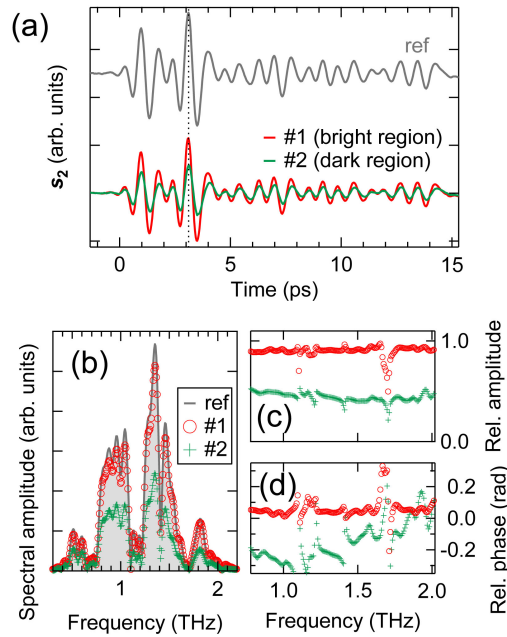 (a)
ref
#1 (bright region)
#2 (dark region)
s2 (arb. units)
0 5 10 15
Time (ps)
(b)
ref
#1
#2
Spectral amplitude (arb. units)
1 2
Frequency (THz)
1.0
(c)
0.0
Rel. amplitude
(d)
0.2
0.0
-0.2
Rel. phase (rad)
1.0 1.5 2.0
Frequency (THz)